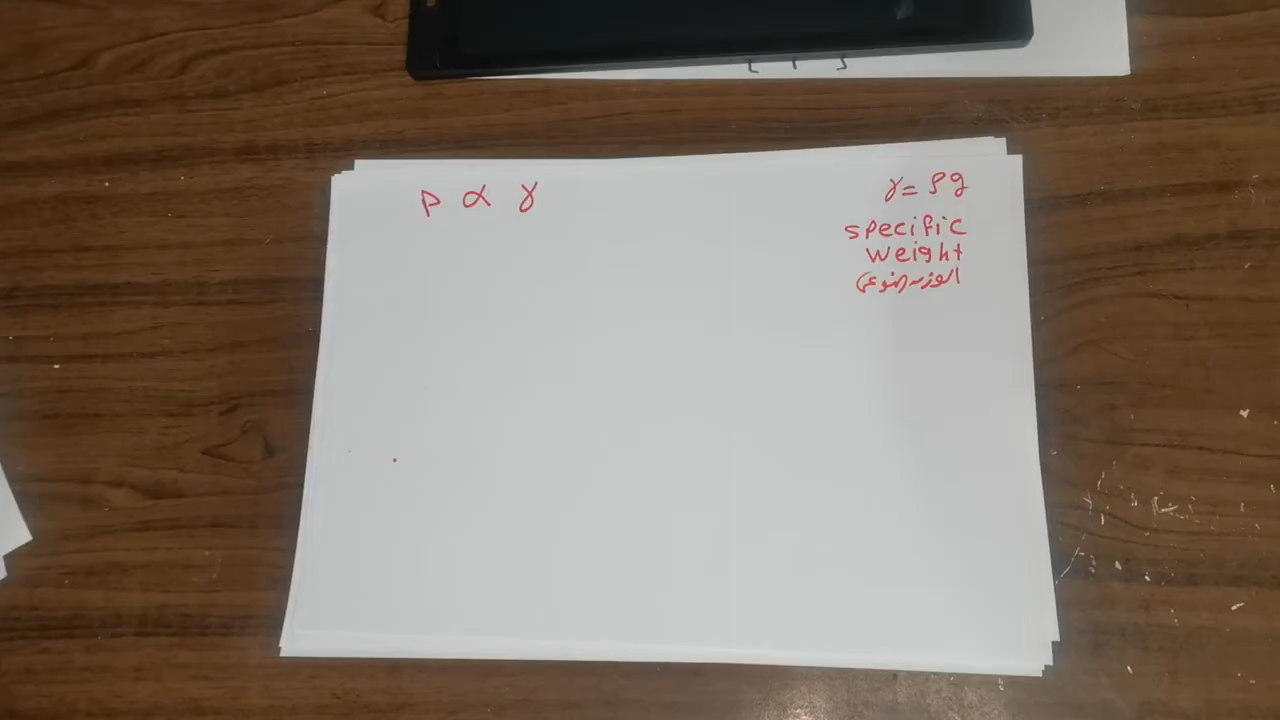 P α γ
γ = ρg
specific
weight
الوزن النوعي